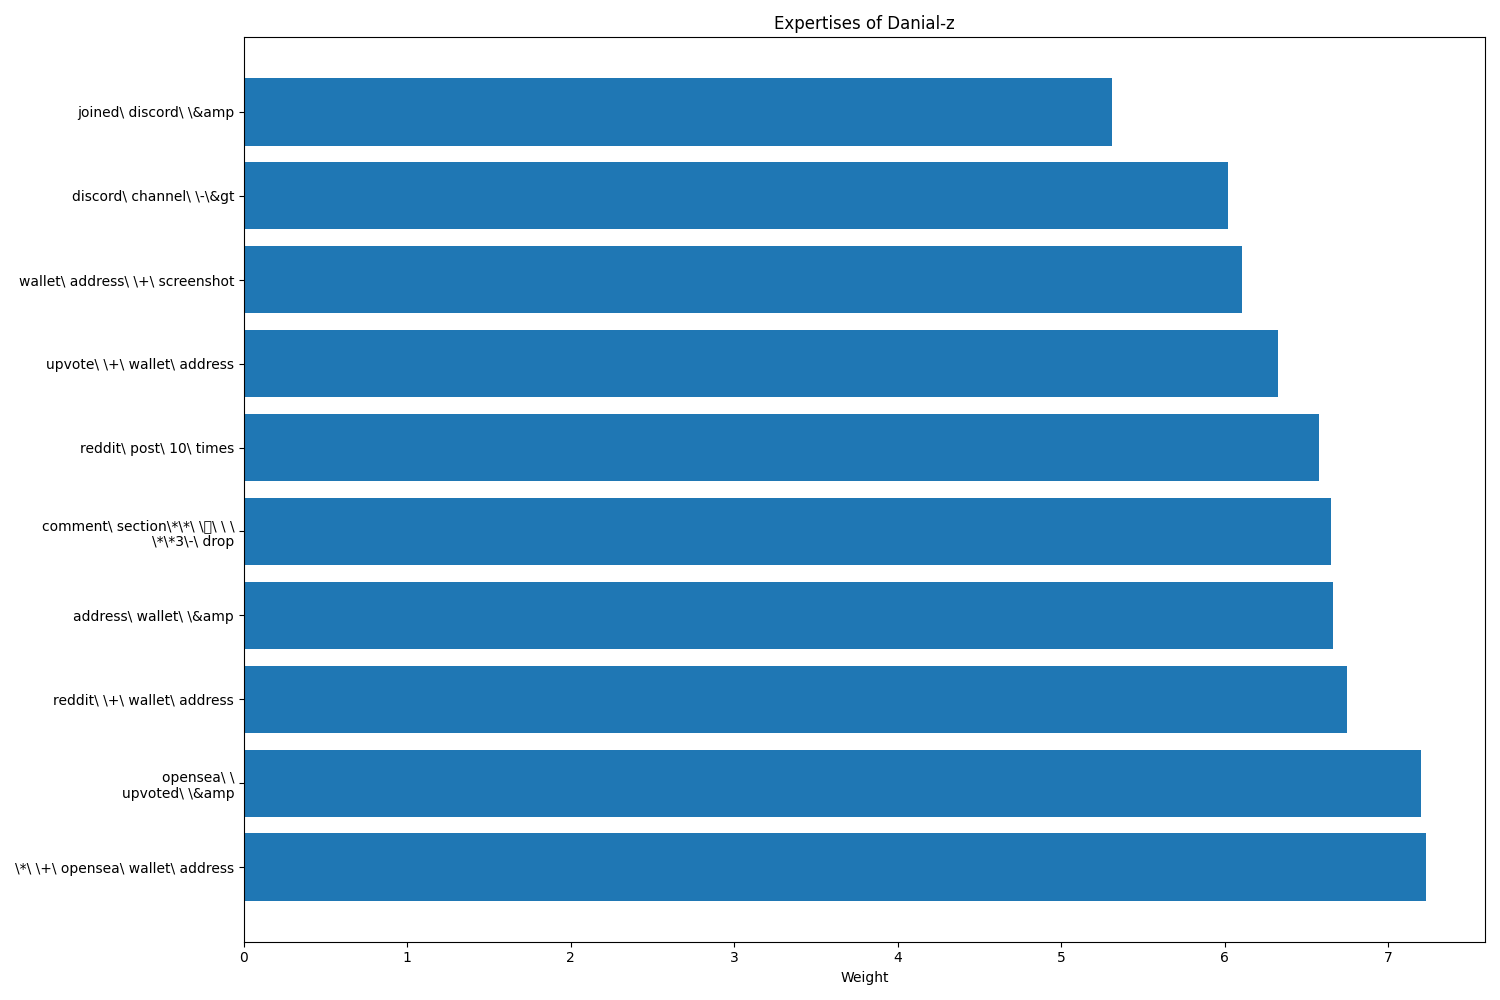 Expertises of Danial-z
joined\ discord\ \&amp
discord\ channel\ \-\&gt
wallet\ address\ \+\ screenshot
upvote\ \+\ wallet\ address
reddit\ post\ 10\ times
comment\ section\*\*\ \▯\ \ \
\*\*3\-\ drop
address\ wallet\ \&amp
reddit\ \+\ wallet\ address
opensea\ \
upvoted\ \&amp
\*\ \+\ opensea\ wallet\ address
0 1 2 3 4 5 6 7
Weight